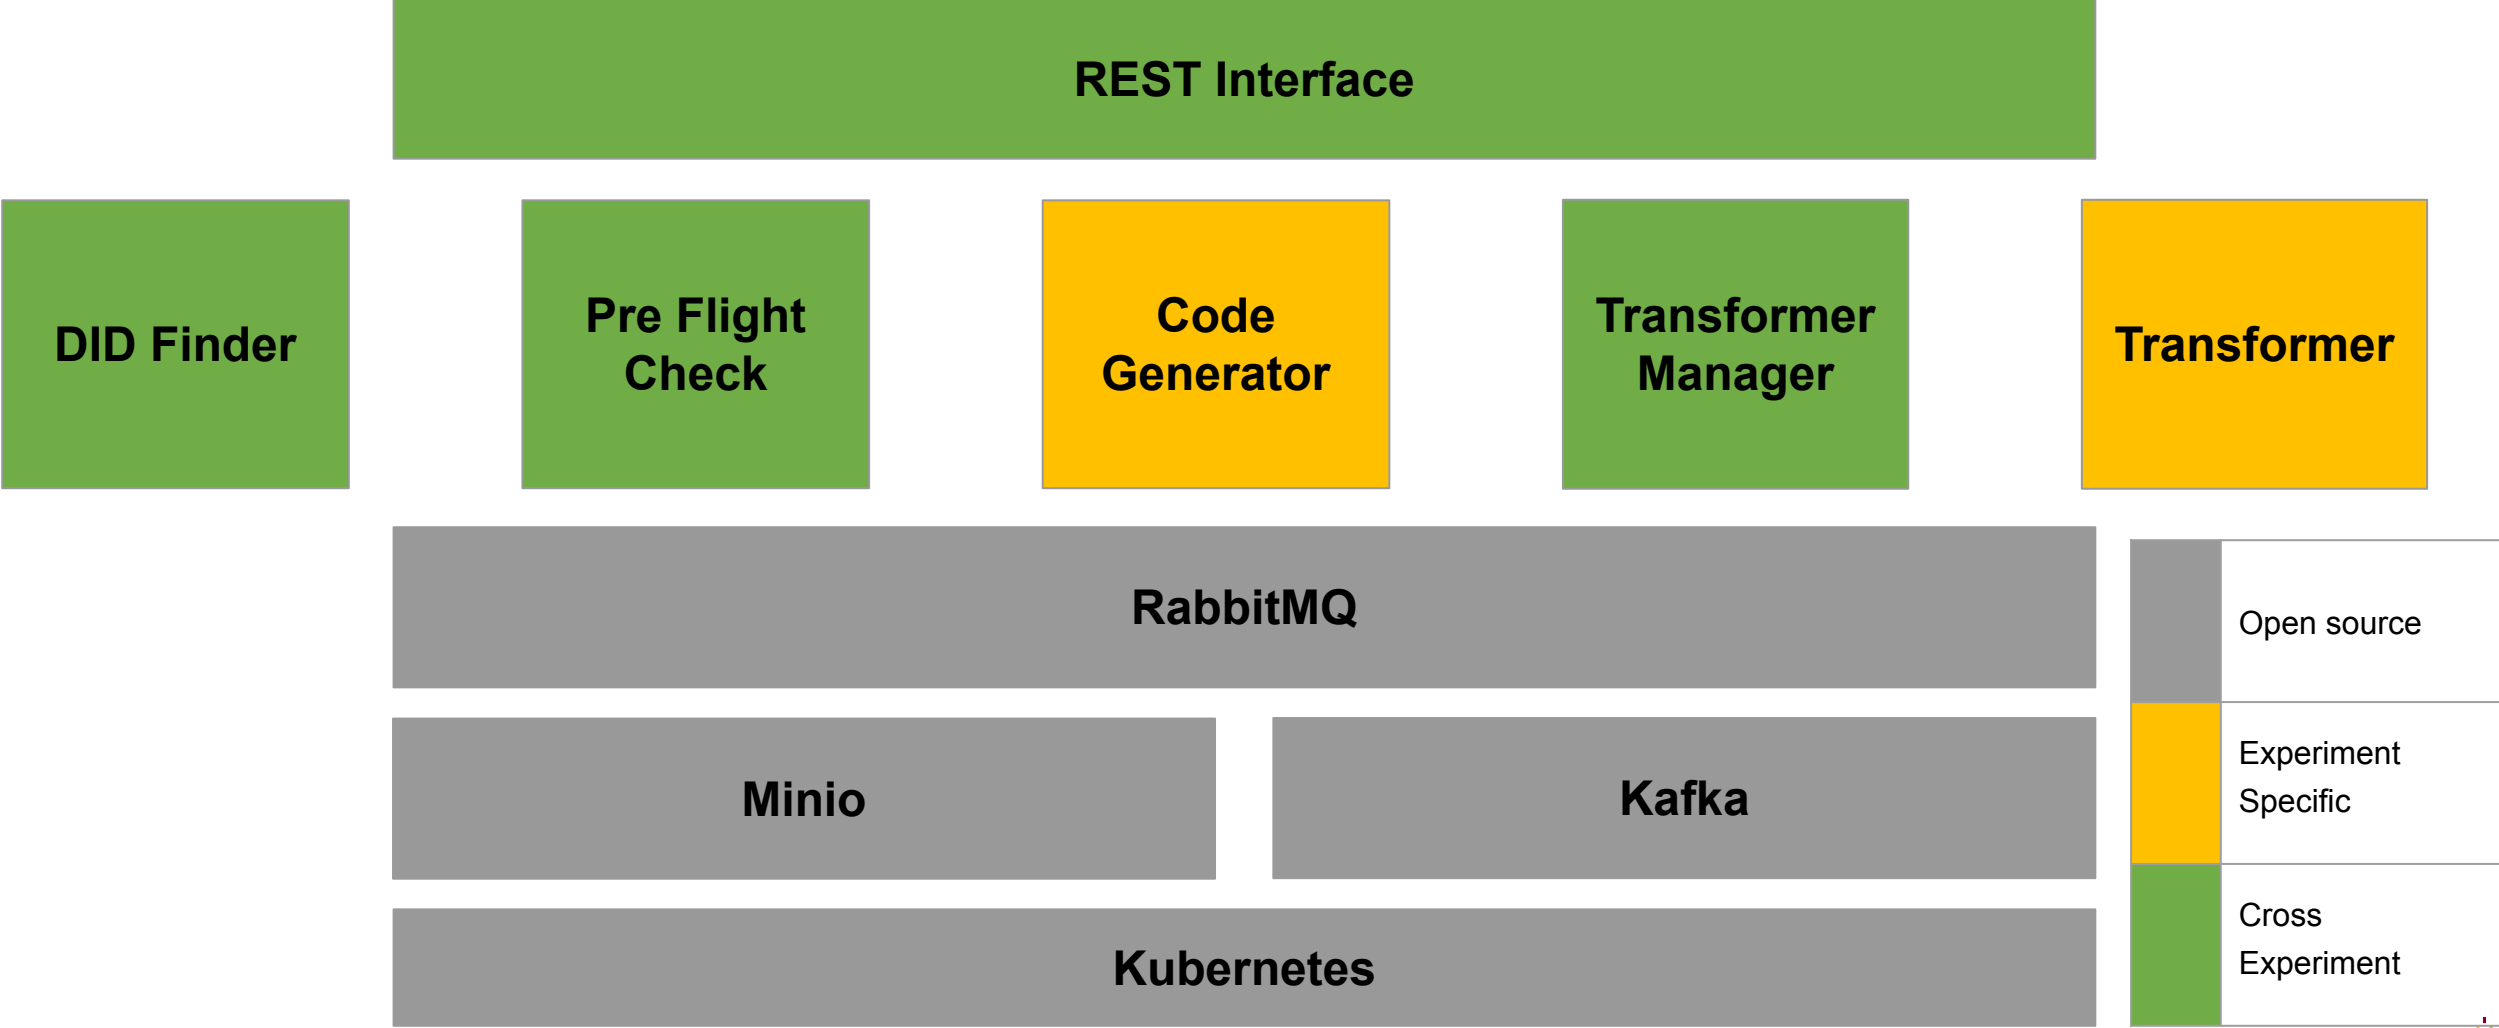 REST Interface
DID Finder
Pre Flight
Check
Code
Generator
Transformer
Manager
Transformer
RabbitMQ
Minio
Kafka
Kubernetes
Open source
Experiment
Specific
Cross
Experiment